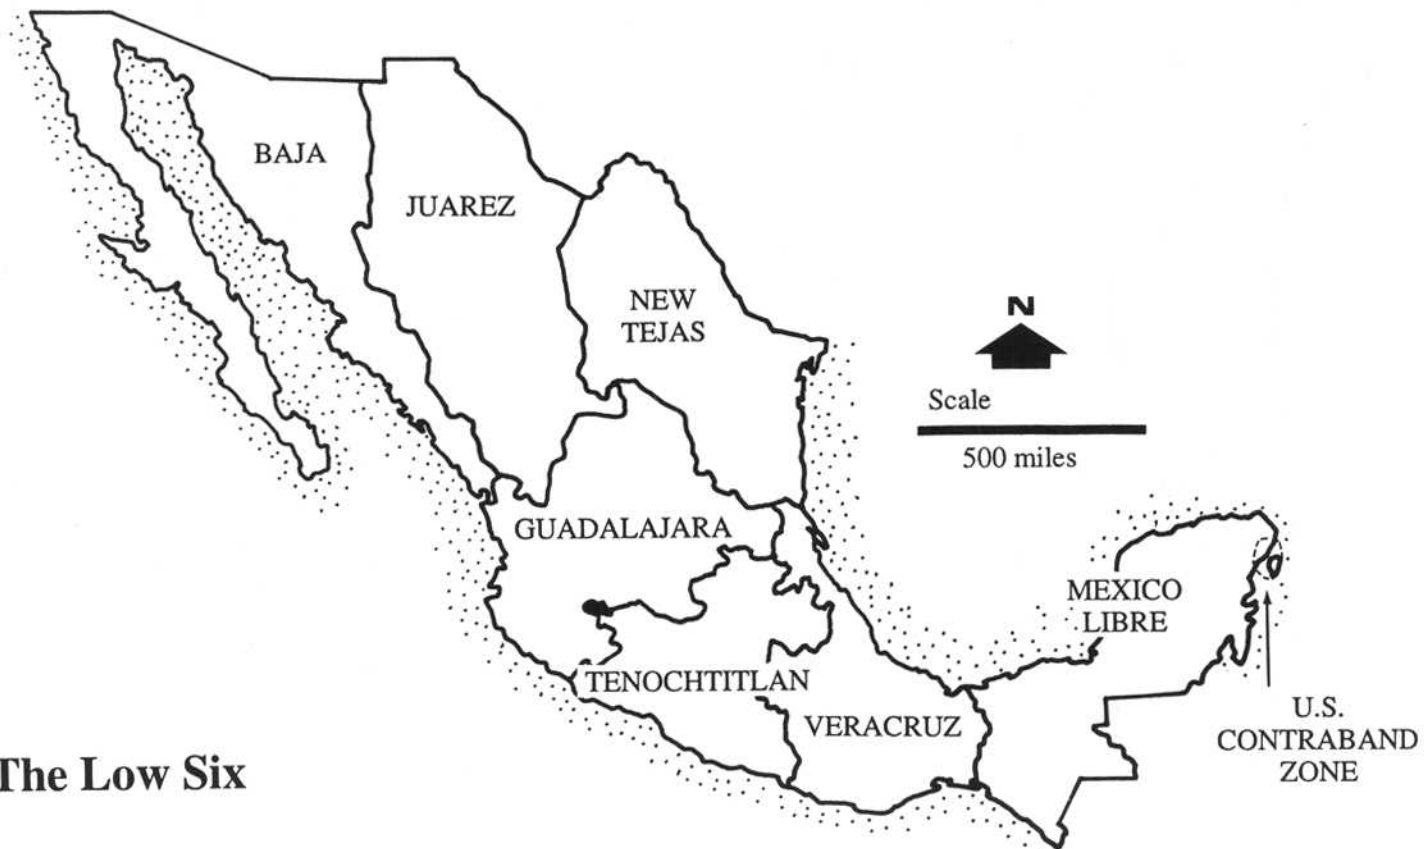 BAJA
JUAREZ
NEW
TEJAS
N
Scale
500 miles
GUADALAJARA
MEXICO
LIBRE
TENOCHTITLAN
VERACRUZ
U.S.
CONTRABAND
ZONE
The Low Six